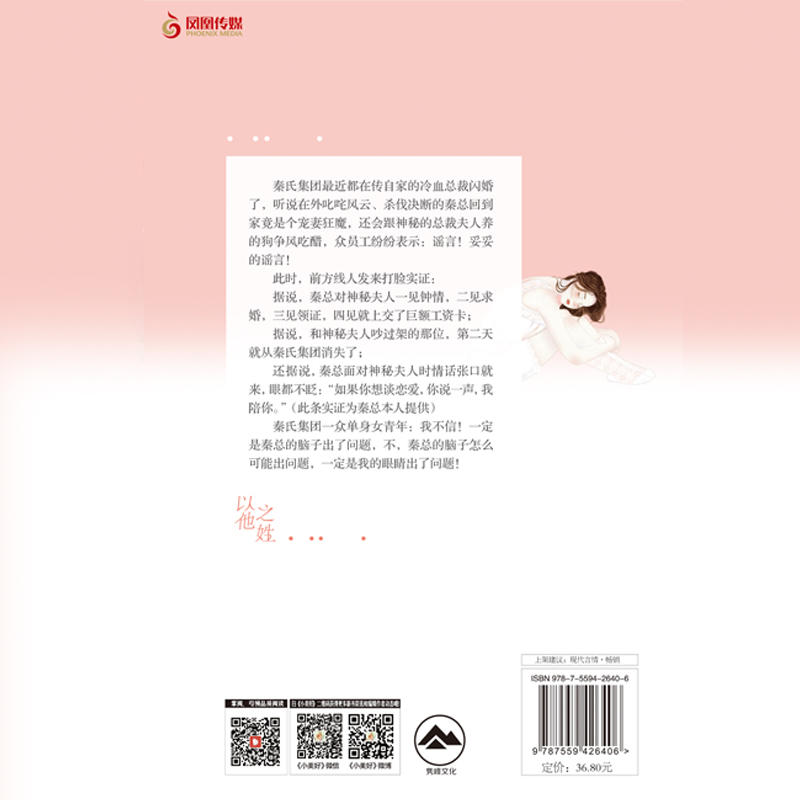 凤凰传媒
PHOENIX MEDIA
秦氏集团最近都在传自家的冷血总裁闪婚
了，听说在外叱咤风云、杀伐决断的秦总回到
家竟是个宠妻狂魔，还会跟神秘的总裁夫人养
的狗争风吃醋，众员工纷纷表示：谣言！妥妥
的谣言！
此时，前方线人发来打脸实证：
据说，秦总对神秘夫人一见钟情，二见求
婚，三见领证，四见就上交了巨额工资卡；
据说，和神秘夫人吵过架的那位，第二天
就从秦氏集团消失了；
还据说，秦总面对神秘夫人时情话张口就
来，眼都不眨：“如果你想谈恋爱，你说一声，我
陪你。”（此条实证为秦总本人提供）
秦氏集团一众单身女青年：我不信！一定
是秦总的脑子出了问题，不，秦总的脑子怎么
可能出问题，一定是我的眼睛出了问题！
以他之姓
上架建议：现代言情·畅销
ISBN 978-7-5594-2640-6
9 787559 426406 >
定价：36.80元
《小美好》微信
《小美好》微博
隽峰文化